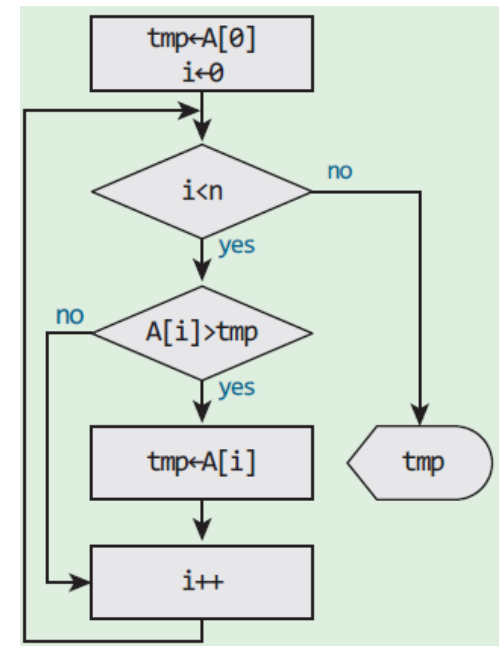 tmp←A[0]
i←0
i<n
no
yes
A[i]>tmp
no
yes
tmp←A[i]
tmp
i++